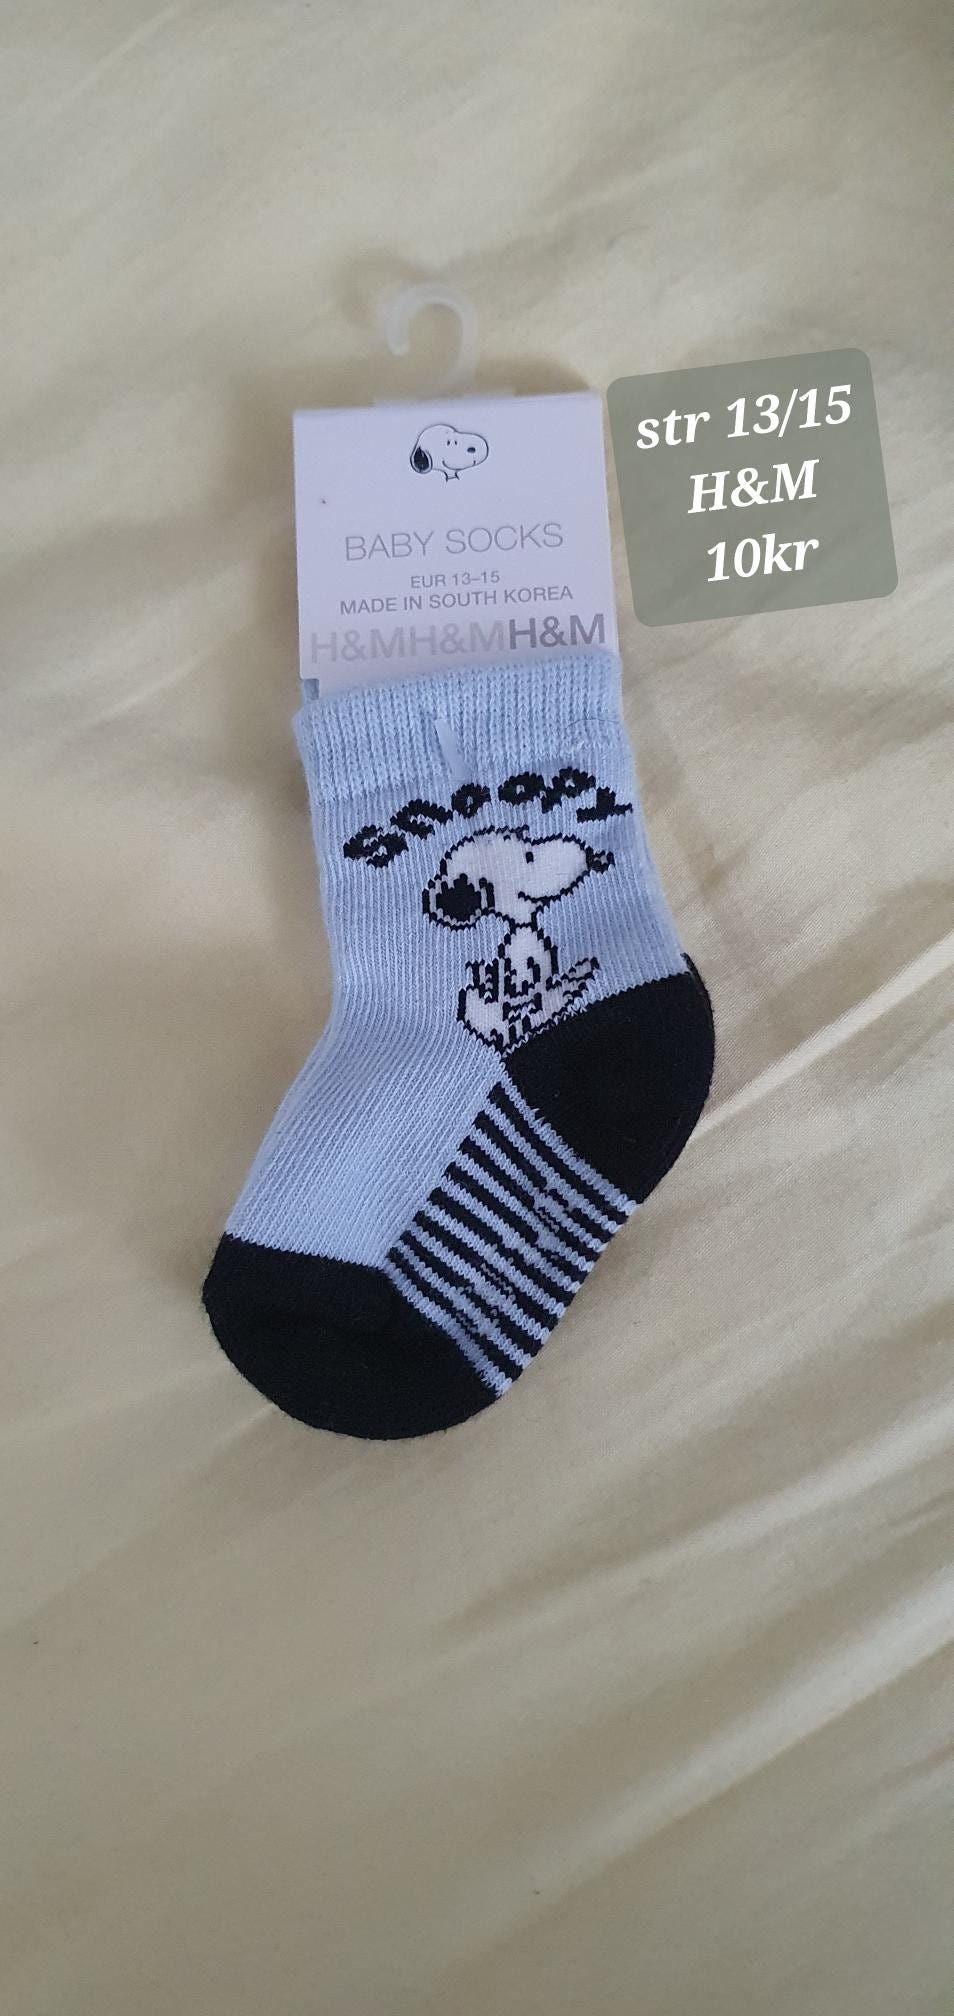 str 13/15
H&M
10kr
BABY SOCKS
EUR 13-15
MADE IN SOUTH KOREA
H&MH&MH&M
snoopy